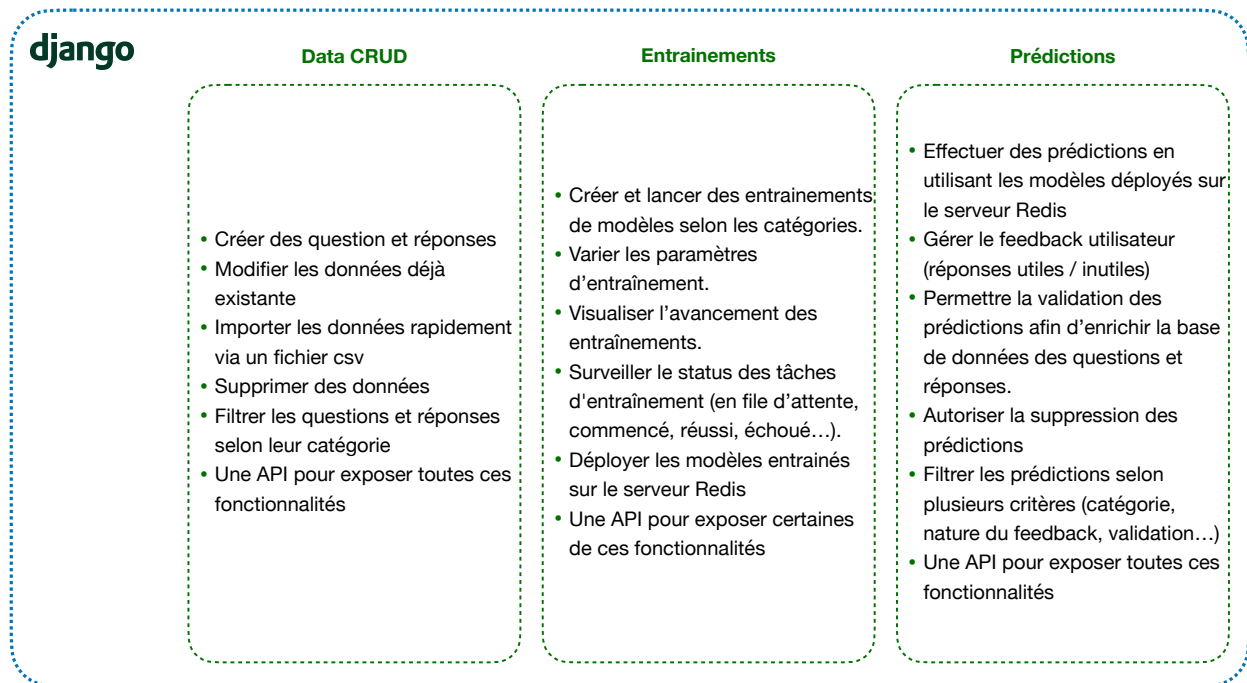 django
Data CRUD
• Créer des question et réponses
• Modifier les données déjà
existante
• Importer les données rapidement
via un fichier csv
• Supprimer des données
• Filtrer les questions et réponses
selon leur catégorie
• Une API pour exposer toutes ces
fonctionnalités
Entrainements
• Créer et lancer des entrainements
de modèles selon les catégories.
• Varier les paramètres
d’entraînement.
• Visualiser l’avancement des
entraînements.
• Surveiller le status des tâches
d'entraînement (en file d’attente,
commencé, réussi, échoué…).
• Déployer les modèles entrainés
sur le serveur Redis
• Une API pour exposer certaines
de ces fonctionnalités
Prédictions
• Effectuer des prédictions en
utilisant les modèles déployés sur
le serveur Redis
• Gérer le feedback utilisateur
(réponses utiles / inutiles)
• Permettre la validation des
prédictions afin d’enrichir la base
de données des questions et
réponses.
• Autoriser la suppression des
prédictions
• Filtrer les prédictions selon
plusieurs critères (catégorie,
nature du feedback, validation…)
• Une API pour exposer toutes ces
fonctionnalités